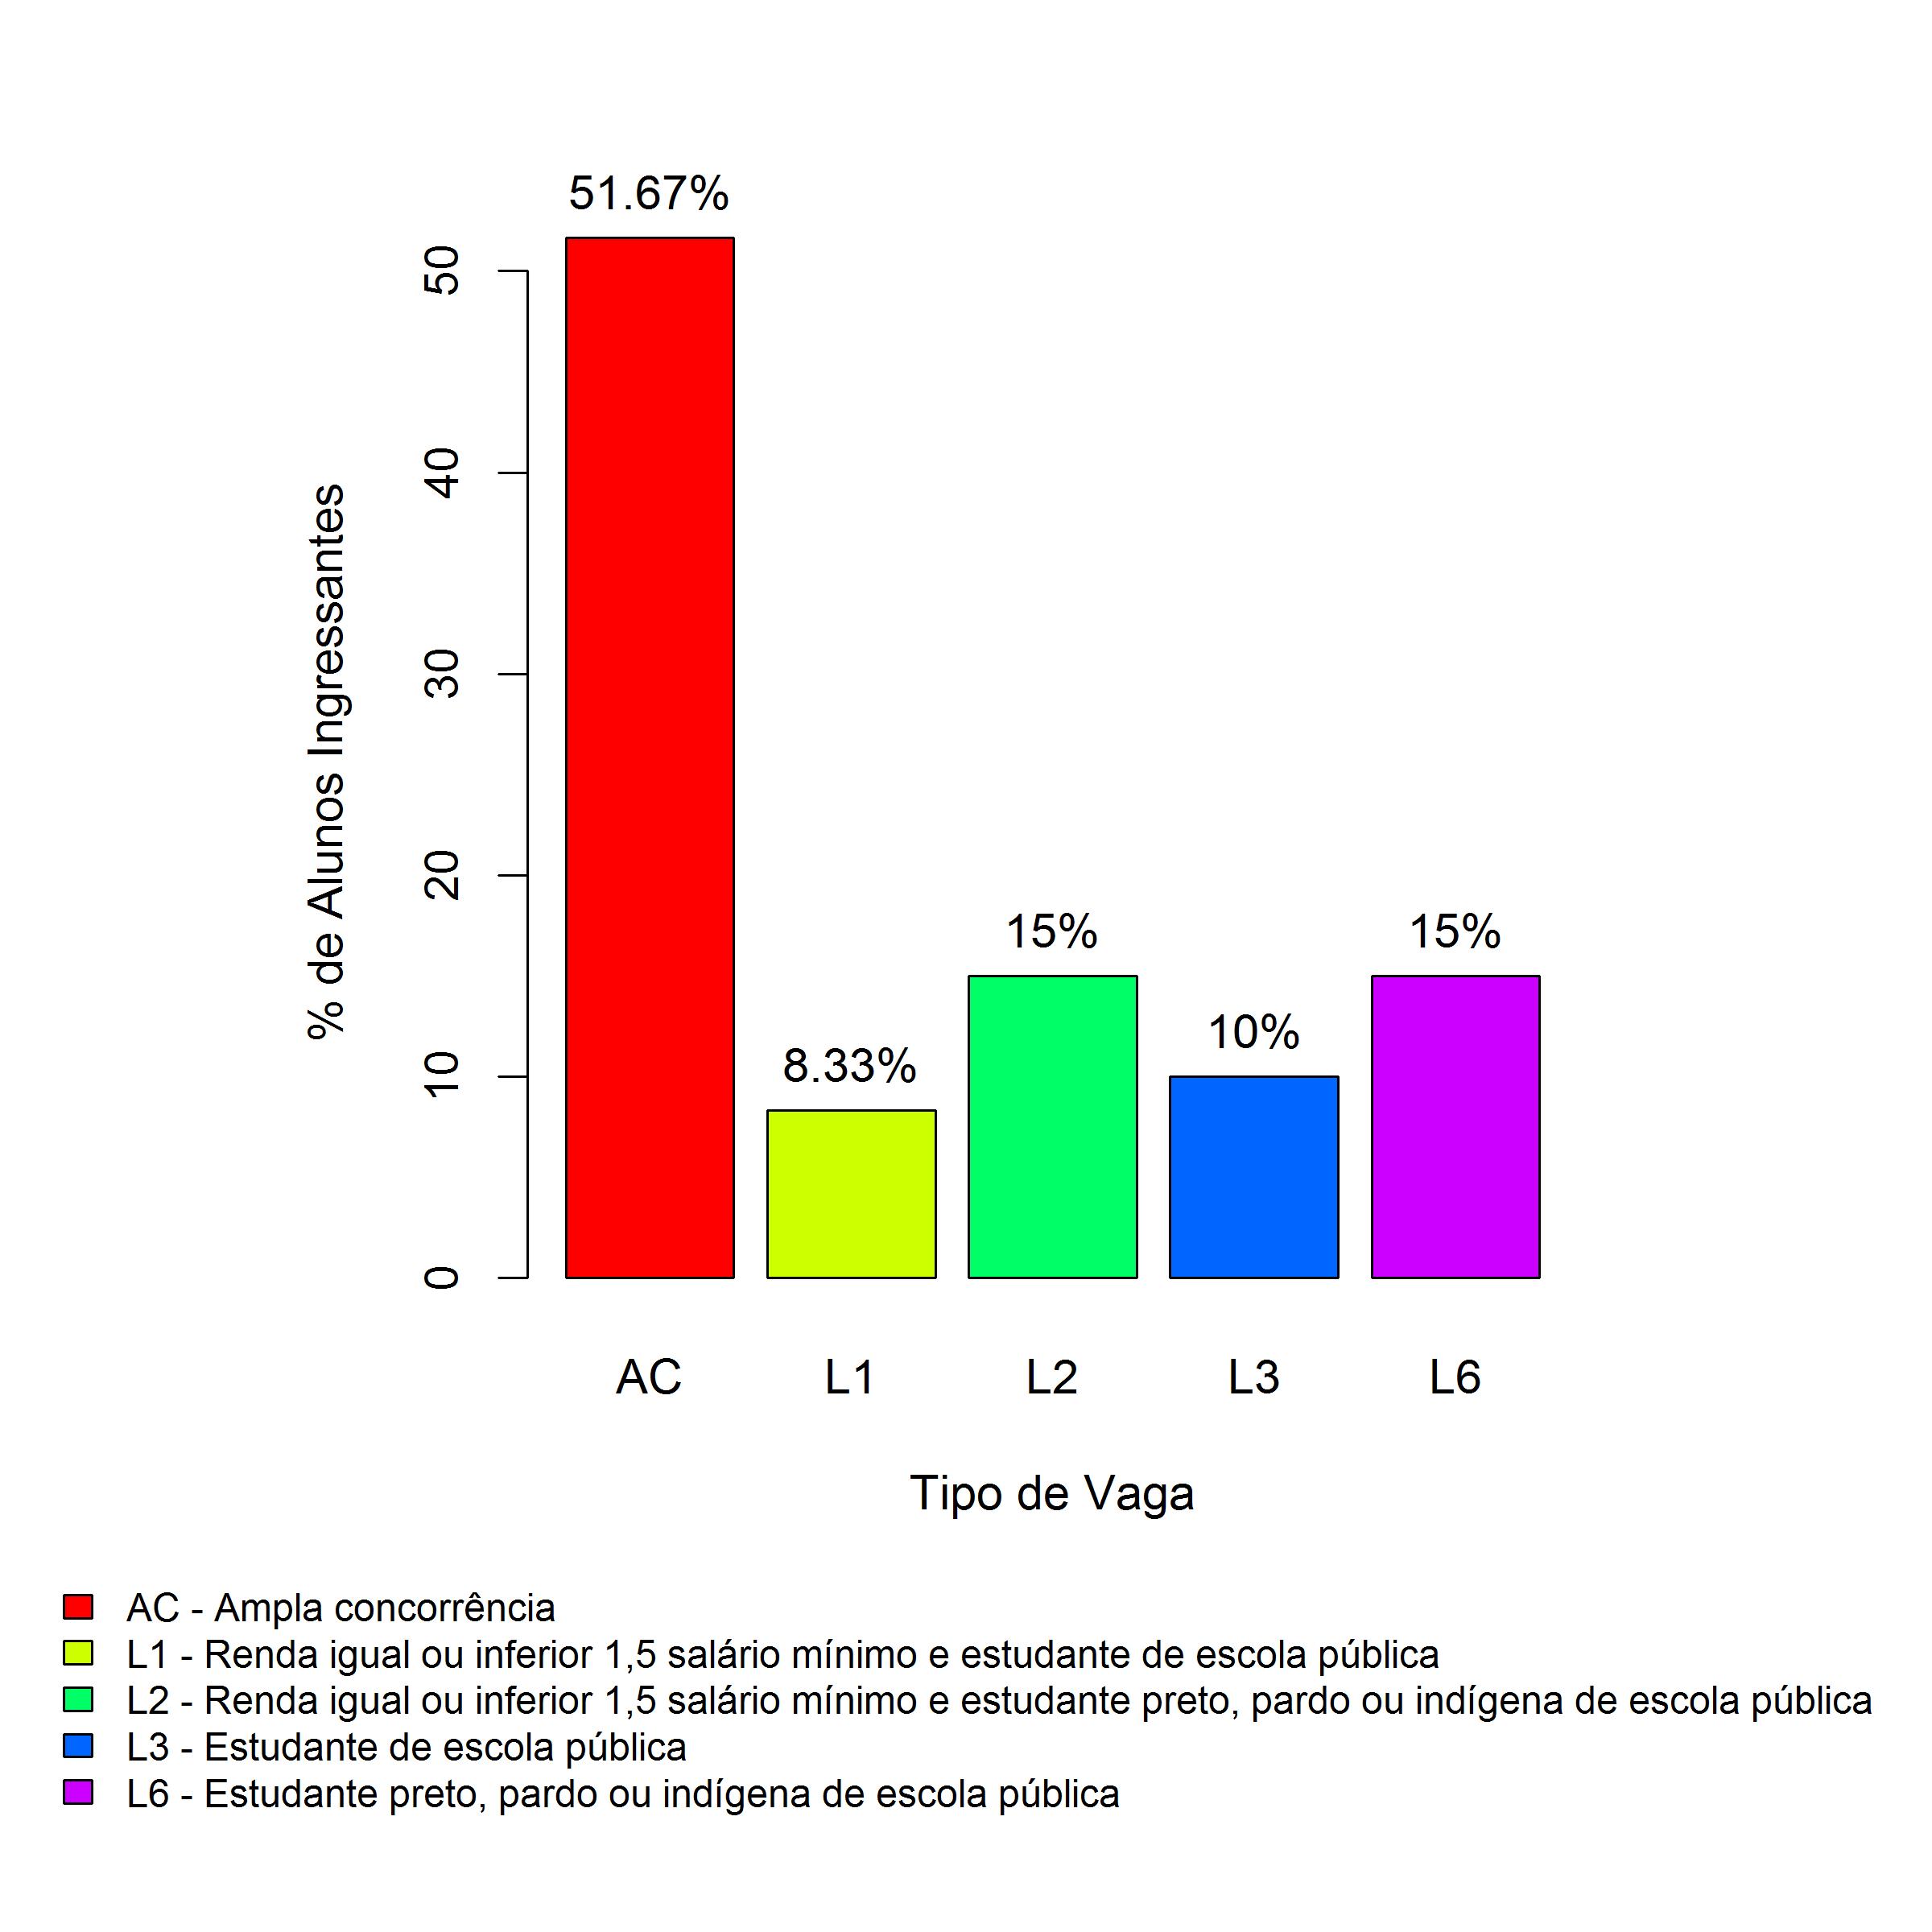 51.67%
50
40
30
20
10
0
% de Alunos Ingressantes
8.33%
15%
10%
15%
AC L1 L2 L3 L6
Tipo de Vaga
AC - Ampla concorrência
L1 - Renda igual ou inferior 1,5 salário mínimo e estudante de escola pública
L2 - Renda igual ou inferior 1,5 salário mínimo e estudante preto, pardo ou indígena de escola pública
L3 - Estudante de escola pública
L6 - Estudante preto, pardo ou indígena de escola pública